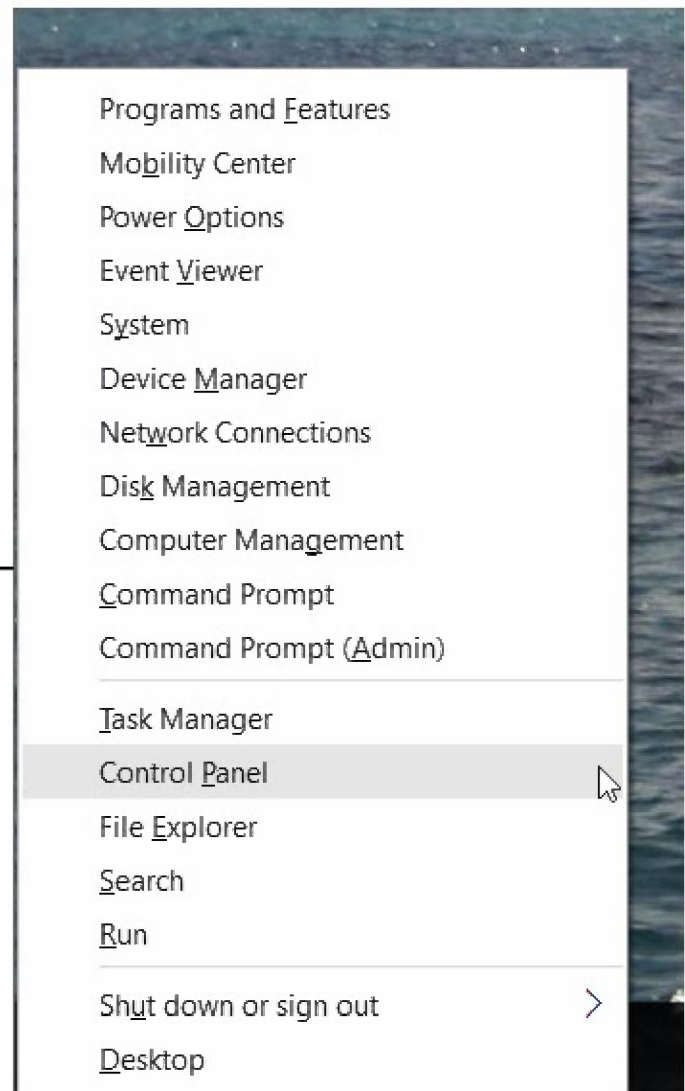 Programs and Features
Mobility Center
Power Options
Event Viewer
System
Device Manager
Network Connections
Disk Management
Computer Management
Command Prompt
Command Prompt (Admin)
Task Manager
Control Panel
File Explorer
Search
Run
Shut down or sign out
Desktop